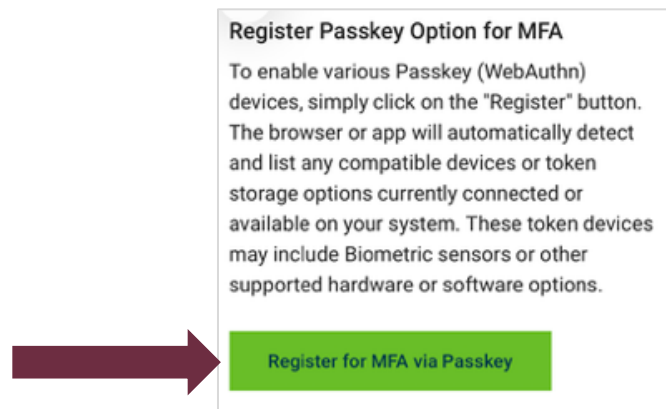 Register Passkey Option for MFA
To enable various Passkey (WebAuthn)
devices, simply click on the "Register" button.
The browser or app will automatically detect
and list any compatible devices or token
storage options currently connected or
available on your system. These token devices
may include Biometric sensors or other
supported hardware or software options.
Register for MFA via Passkey